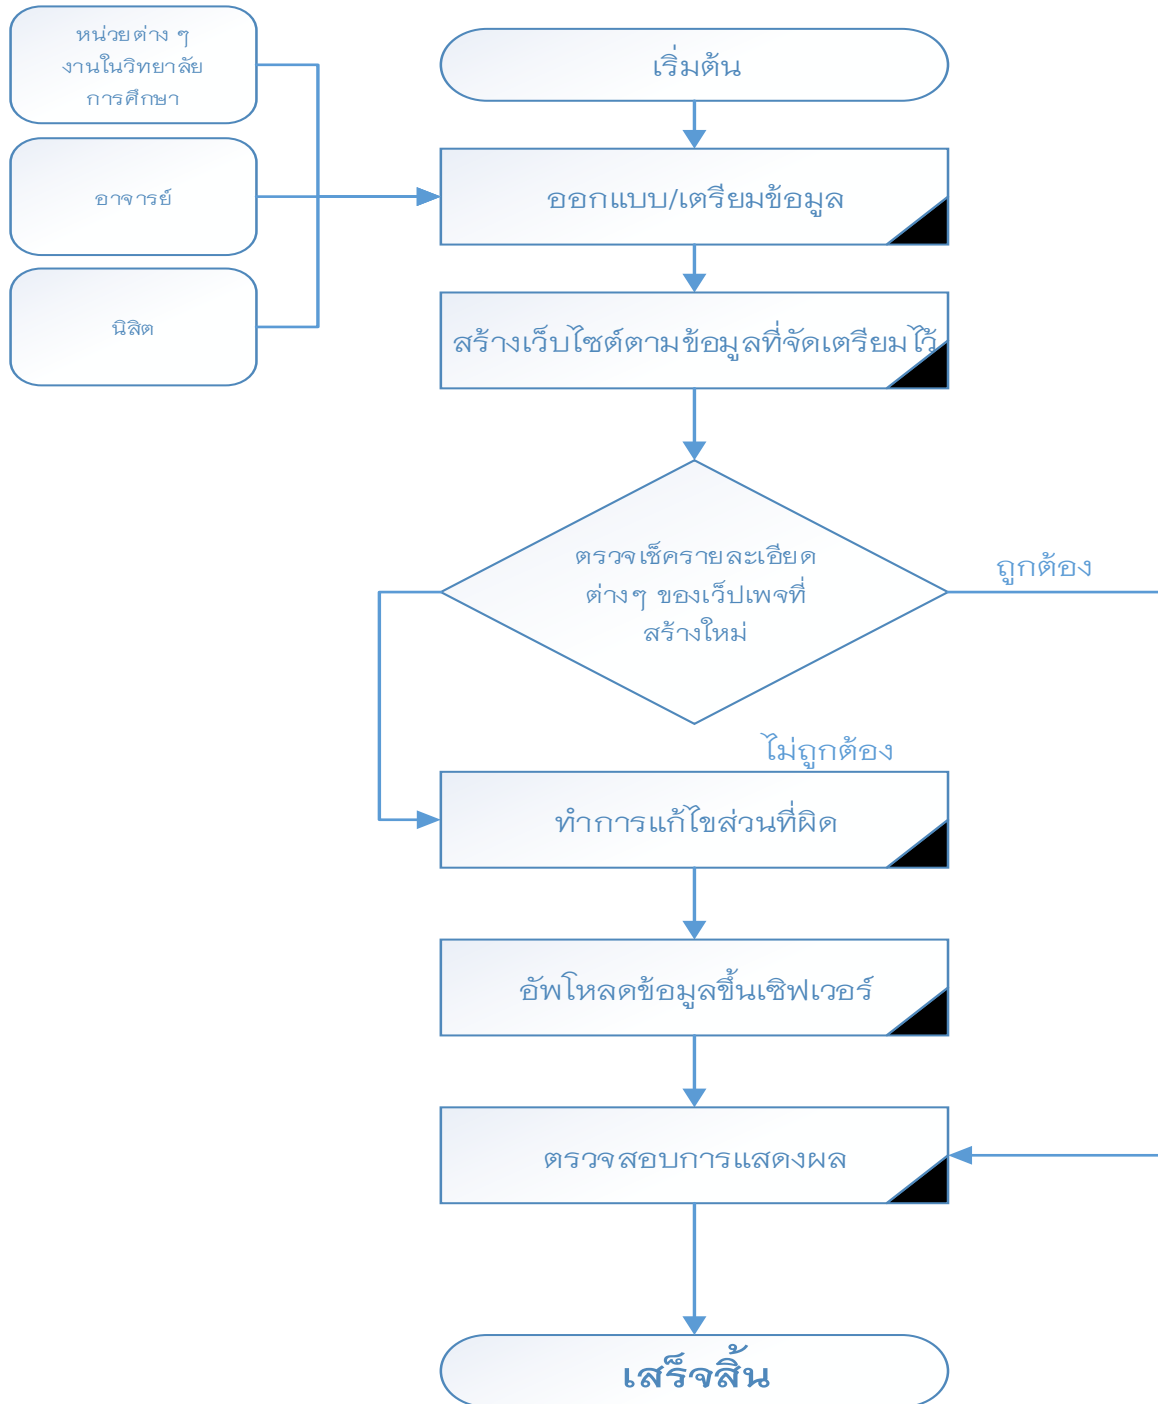 หน่วยต่าง ๆ
งานในวิทยาลัย
การศึกษา
อาจารย์
นิสิต
เริ่มต้น
ออกแบบ/เตรียมข้อมูล
สร้างเว็บไซต์ตามข้อมูลที่จัดเตรียมไว้
ตรวจเช็ครายละเอียด
ต่างๆ ของเว็ปเพจที่
สร้างใหม่
ถูกต้อง
ไม่ถูกต้อง
ทำการแก้ไขส่วนที่ผิด
อัพโหลดข้อมูลขึ้นเซิฟเวอร์
ตรวจสอบการแสดงผล
เสร็จสิ้น